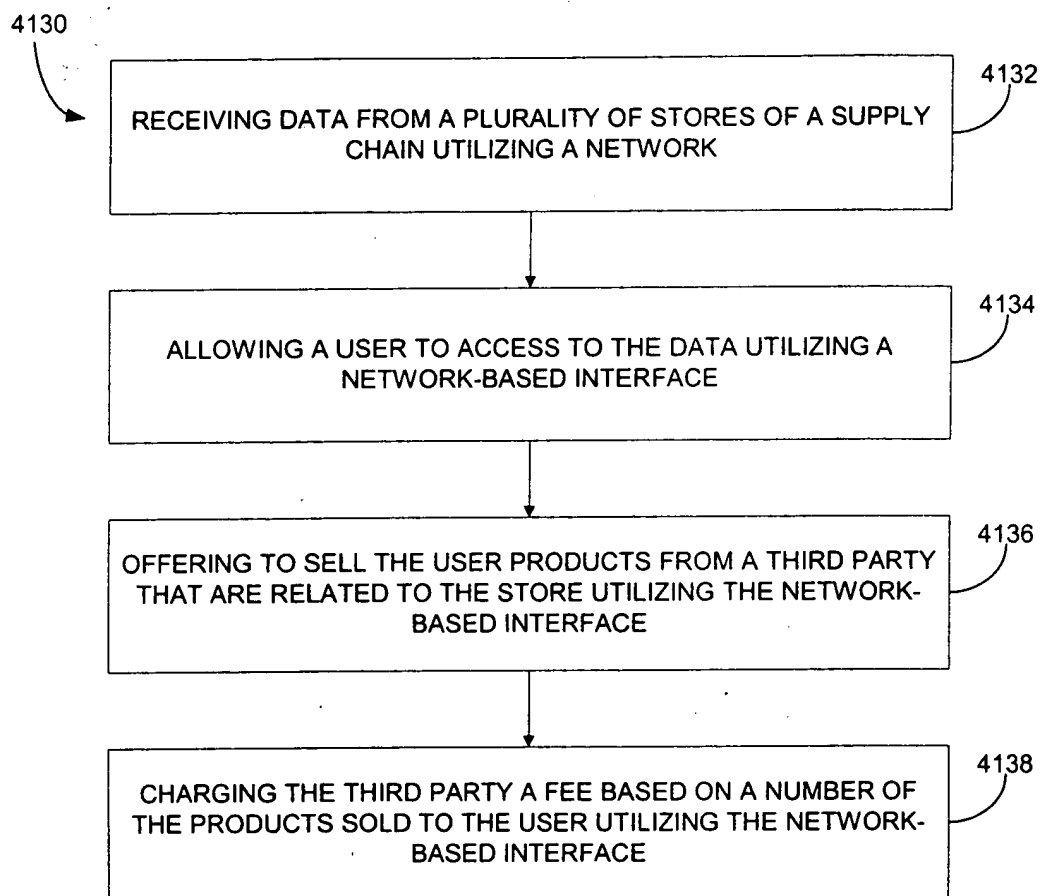 4130
4132
RECEIVING DATA FROM A PLURALITY OF STORES OF A SUPPLY
CHAIN UTILIZING A NETWORK
4134
ALLOWING A USER TO ACCESS TO THE DATA UTILIZING A
NETWORK-BASED INTERFACE
4136
OFFERING TO SELL THE USER PRODUCTS FROM A THIRD PARTY
THAT ARE RELATED TO THE STORE UTILIZING THE NETWORK-
BASED INTERFACE
4138
CHARGING THE THIRD PARTY A FEE BASED ON A NUMBER OF
THE PRODUCTS SOLD TO THE USER UTILIZING THE NETWORK-
BASED INTERFACE